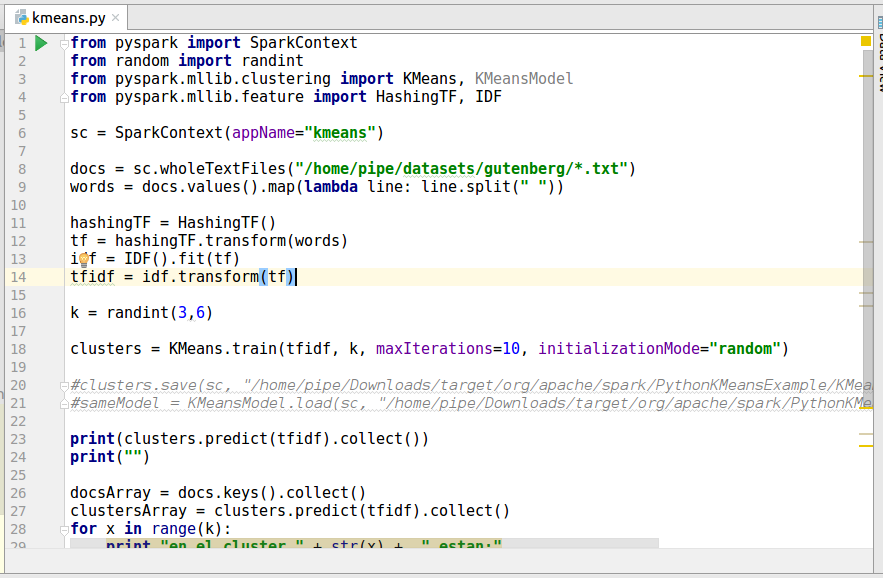 kmeans.py
1 from pyspark import SparkContext
2 from random import randint
3 from pyspark.mllib.clustering import KMeans, KMeansModel
4 from pyspark.mllib.feature import HashingTF, IDF
5
6 sc = SparkContext(appName="kmeans")
7
8 docs = sc.wholeTextFiles("/home/pipe/datasets/gutenberg/*.txt")
9 words = docs.values().map(lambda line: line.split(" "))
10
11 hashingTF = HashingTF()
12 tf = hashingTF.transform(words)
13 idf = IDF().fit(tf)
14 tfidf = idf.transform(tf)
15
16 k = randint(3,6)
17
18 clusters = KMeans.train(tfidf, k, maxIterations=10, initializationMode="random")
19
20 #clusters.save(sc, "/home/pipe/Downloads/target/org/apache/spark/PythonKMeansExample/KMea
21 #sameModel = KMeansModel.load(sc, "/home/pipe/Downloads/target/org/apache/spark/PythonKMe
22
23 print(clusters.predict(tfidf).collect())
24 print("")
25
26 docsArray = docs.keys().collect()
27 clustersArray = clusters.predict(tfidf).collect()
28 for x in range(k):
29 print "en el cluster " + str(x) + " estan:"